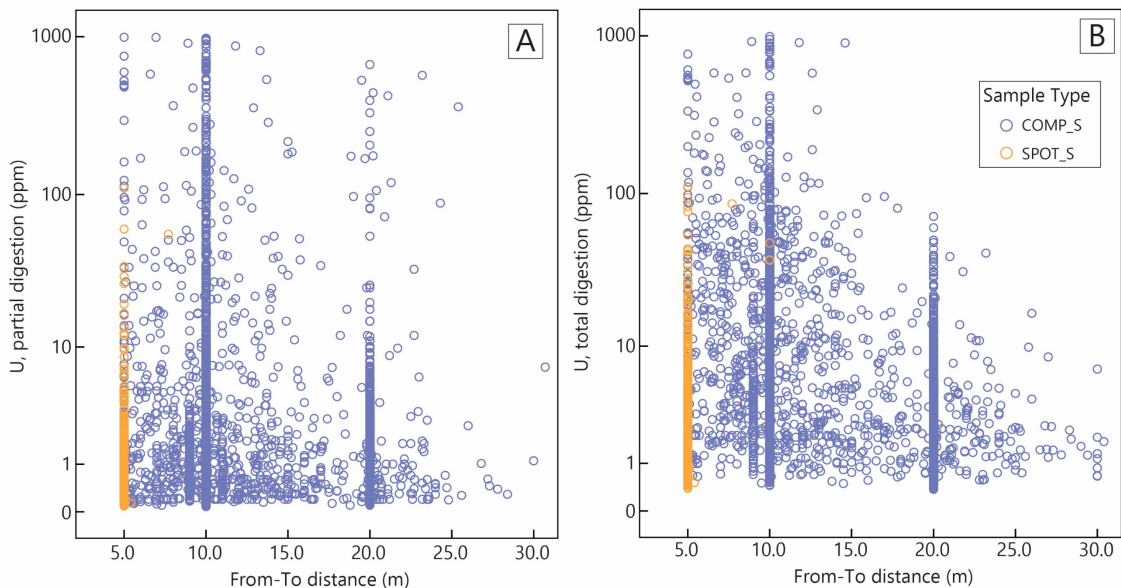 A
U, partial digestion (ppm)
1000
100
10
1
0
5.0 10.0 15.0 20.0 25.0 30.0
From-To distance (m)
B
Sample Type
COMP_S
SPOT_S
U, total digestion (ppm)
1000
100
10
1
0
5.0 10.0 15.0 20.0 25.0 30.0
From-To distance (m)